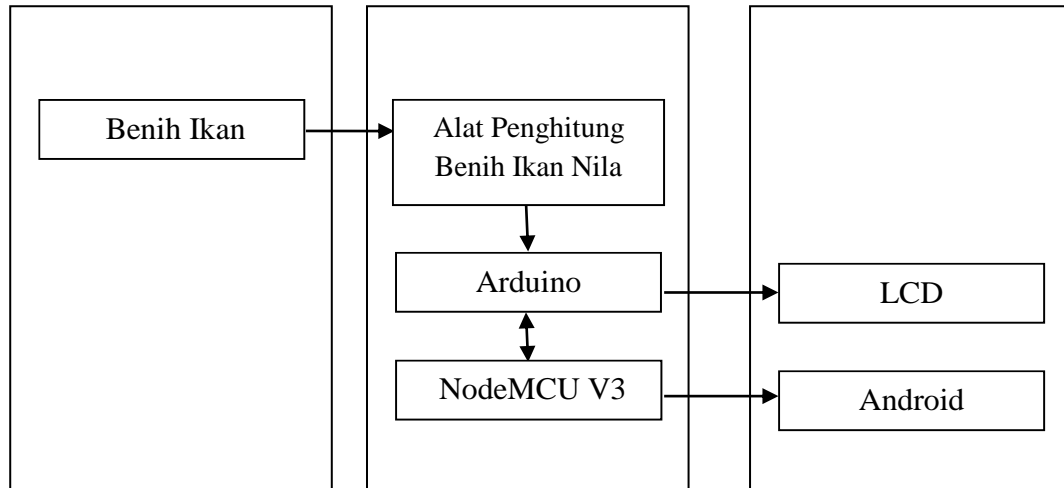 Benih Ikan
Alat Penghitung
Benih Ikan Nila
Arduino
LCD
NodeMCU V3
Android